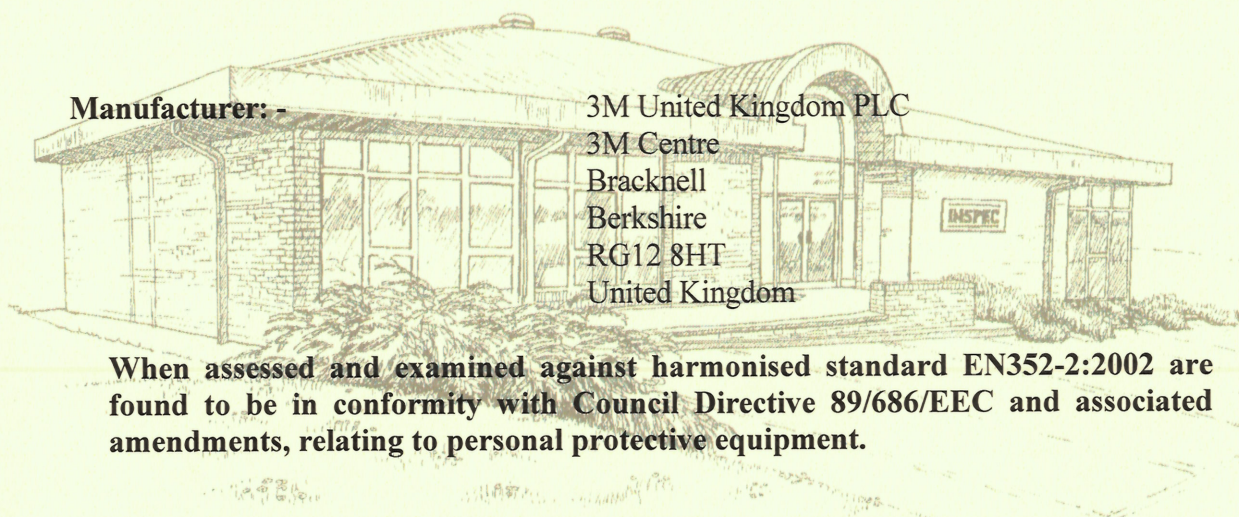 Manufacturer: - 3M United Kingdom PLC
3M Centre
Bracknell
Berkshire
RG12 8HT
United Kingdom
INSPEC
When assessed and examined against harmonised standard EN352-2:2002 are
found to be in conformity with Council Directive 89/686/EEC and associated
amendments, relating to personal protective equipment.